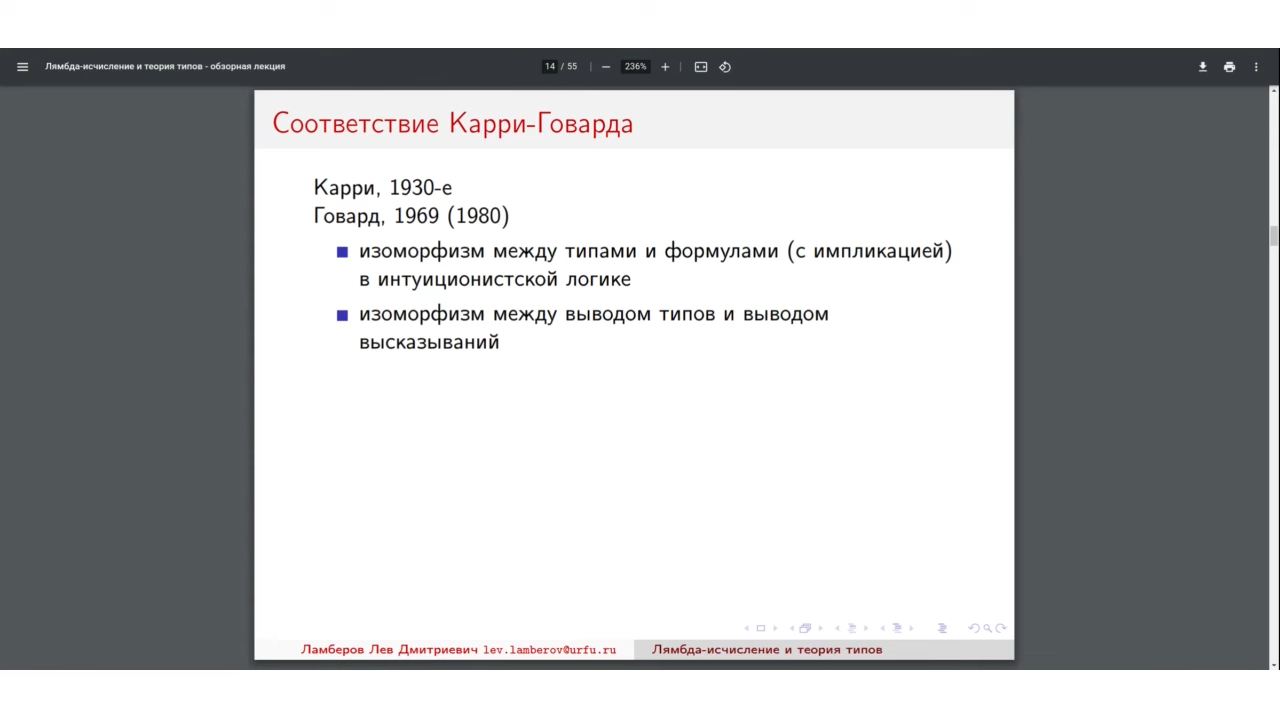 Лямбда-исчисление и теория типов - обзорная лекция
14 / 55
236%
Соответствие Карри-Говарда
Карри, 1930-е
Говард, 1969 (1980)
изоморфизм между типами и формулами (с импликацией)
в интуиционистской логике
изоморфизм между выводом типов и выводом
высказываний
Ламберов Лев Дмитриевич lev.lamberov@urfu.ru
Лямбда-исчисление и теория типов